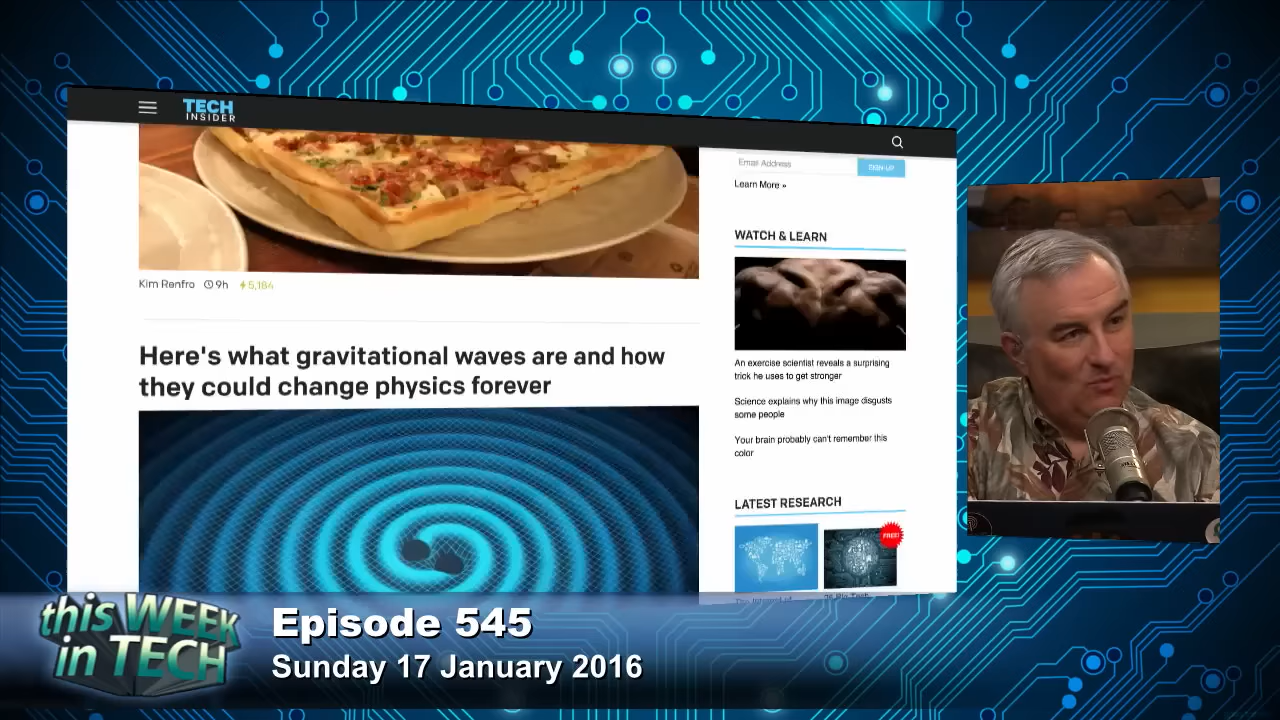 TECH
INSIDER
Email Address
SIGN-UP
Learn More »
WATCH & LEARN
Kim Renfro 9h 5,184
An exercise scientist reveals a surprising
trick he uses to get stronger
Here's what gravitational waves are and how
they could change physics forever
Science explains why this image disgusts
some people
Your brain probably can't remember this
color
LATEST RESEARCH
FREE!
this WEEK
in TECH
Episode 545
Sunday 17 January 2016